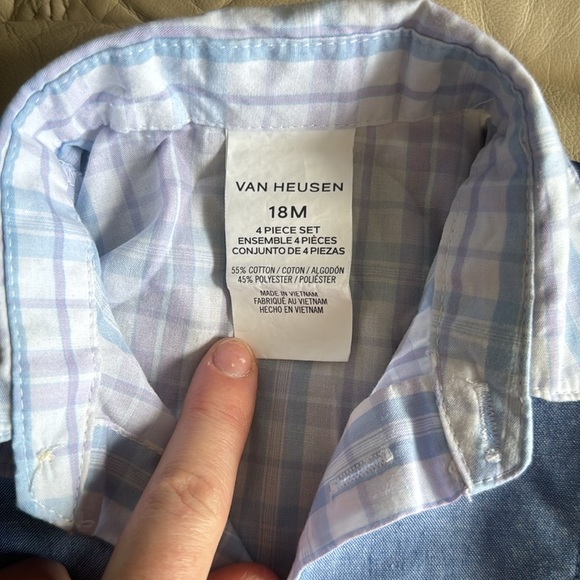 VAN HEUSEN
18M
4 PIECE SET
ENSEMBLE 4 PIÈCES
CONJUNTO DE 4 PIEZAS
55% COTTON / COTON / ALGODÓN
45% POLYESTER / POLIÉSTER
MADE IN VIETNAM
FABRIQUÉ AU VIETNAM
HECHO EN VIETNAM